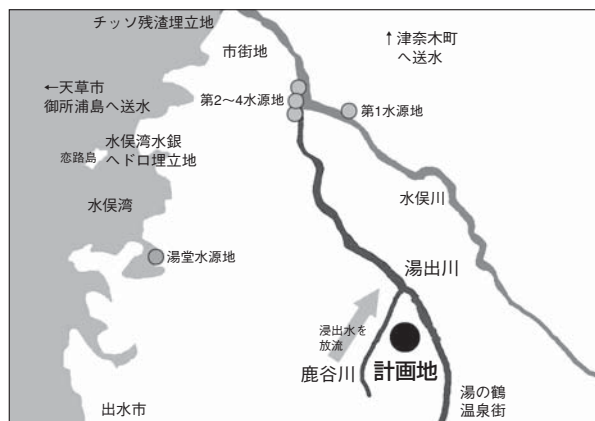 チッソ残渣埋立地
市街地
↑津奈木町
へ送水
←天草市
御所浦島へ送水
第2〜4水源地
第1水源地
水俣湾水銀
ヘドロ埋立地
恋路島
水俣川
水俣湾
湯堂水源地
湯出川
浸出水を
放流
鹿谷川
計画地
湯の鶴
温泉街
出水市